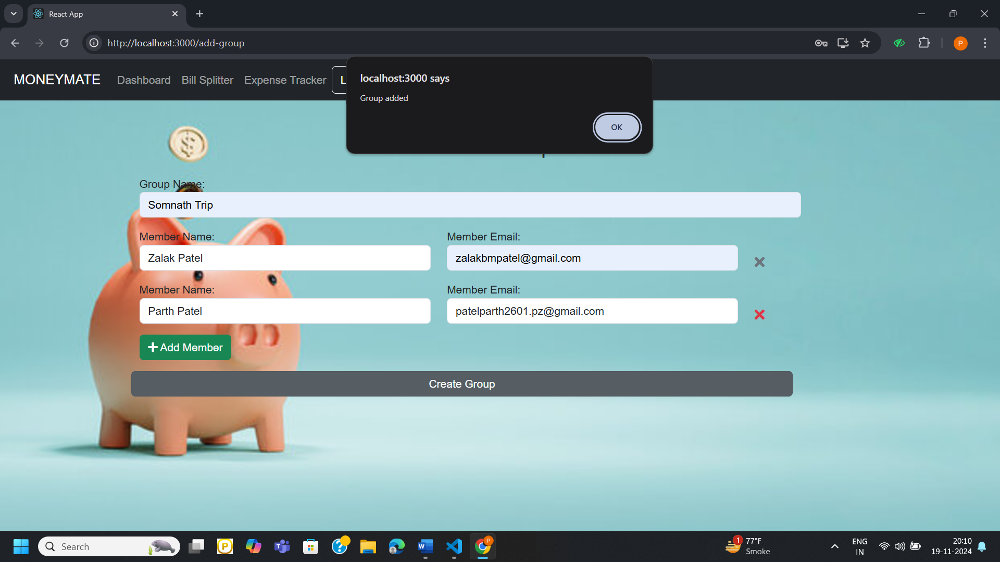 React App
http://localhost:3000/add-group
P
MONEYMATE
Dashboard
Bill Splitter
Expense Tracker
L
localhost:3000 says
Group added
OK
Group Name:
Somnath Trip
Member Name:
Member Email:
Zalak Patel
zalakbmpatel@gmail.com
Member Name:
Member Email:
Parth Patel
patelparth2601.pz@gmail.com
Add Member
Create Group
Search
P
T
?
W
P
1
77°F
Smoke
ENG
IN
20:10
19-11-2024